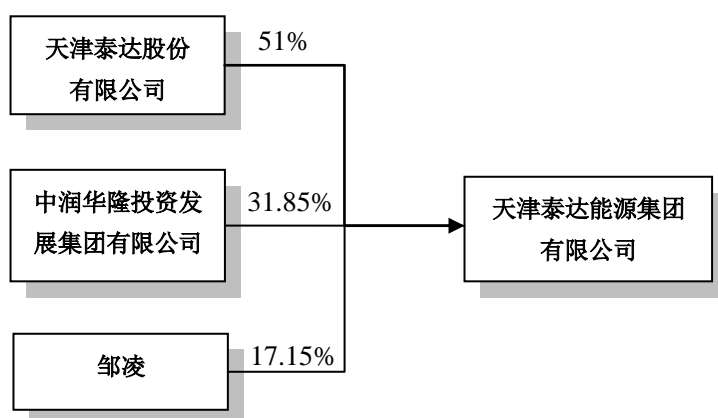 天津泰达股份
有限公司
51%
中润华隆投资发
展集团有限公司
31.85%
邹凌
17.15%
天津泰达能源集团
有限公司